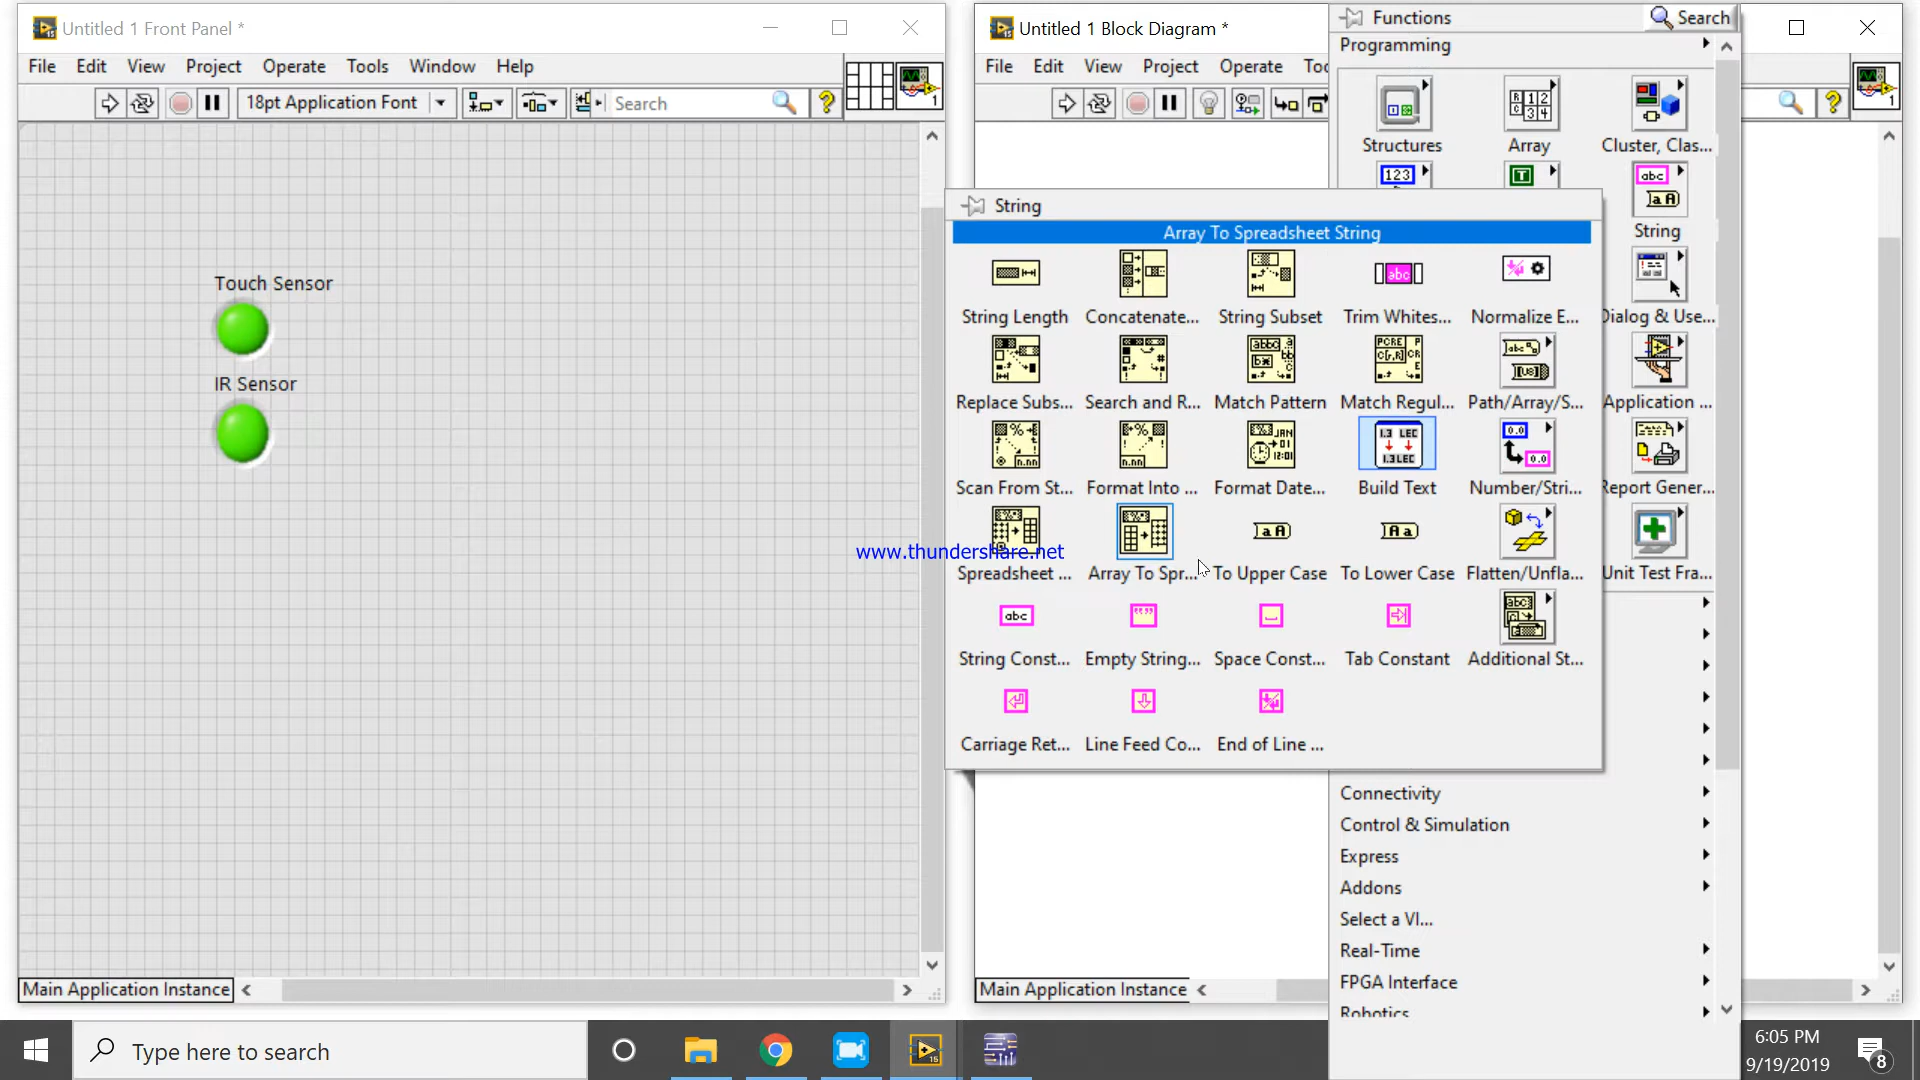 Untitled 1 Front Panel *
File Edit View Project Operate Tools Window Help
18pt Application Font
Search
Touch Sensor
IR Sensor
Main Application Instance
Untitled 1 Block Diagram *
File Edit View Project Operate
Main Application Instance
Functions
Search
Programming
Structures Array Cluster, Clas...
String
Dialog & Use...
Application ...
Report Gener...
Unit Test Fra...
String
Array To Spreadsheet String
String Length Concatenate... String Subset Trim Whites... Normalize E...
Replace Subs... Search and R... Match Pattern Match Regul... Path/Array/S...
Scan From St... Format Into ... Format Date... Build Text Number/Stri...
Spreadsheet ... Array To Spr... To Upper Case To Lower Case Flatten/Unfla...
String Const... Empty String... Space Const... Tab Constant Additional St...
Carriage Ret... Line Feed Co... End of Line ...
www.thundershare.net
Connectivity
Control & Simulation
Express
Addons
Select a VI...
Real-Time
FPGA Interface
Robotics
Type here to search
6:05 PM
9/19/2019
8